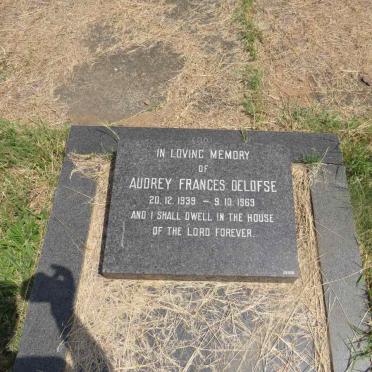 IN LOVING MEMORY
OF
AUDREY FRANCES OELOFSE
20.12.1939 – 9.10.1969
AND I SHALL DWELL IN THE HOUSE
OF THE LORD FOREVER.